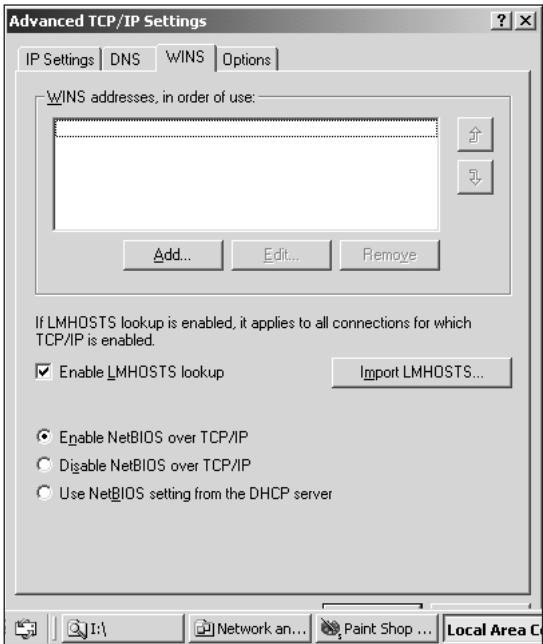 Advanced TCP/IP Settings
IP Settings DNS WINS Options
WINS addresses, in order of use:
Add... Edit... Remove
If LMHOSTS lookup is enabled, it applies to all connections for which
TCP/IP is enabled.
Enable LMHOSTS lookup Import LMHOSTS...
Enable NetBIOS over TCP/IP
Disable NetBIOS over TCP/IP
Use NetBIOS setting from the DHCP server
I:\ Network an... Paint Shop ... Local Area C